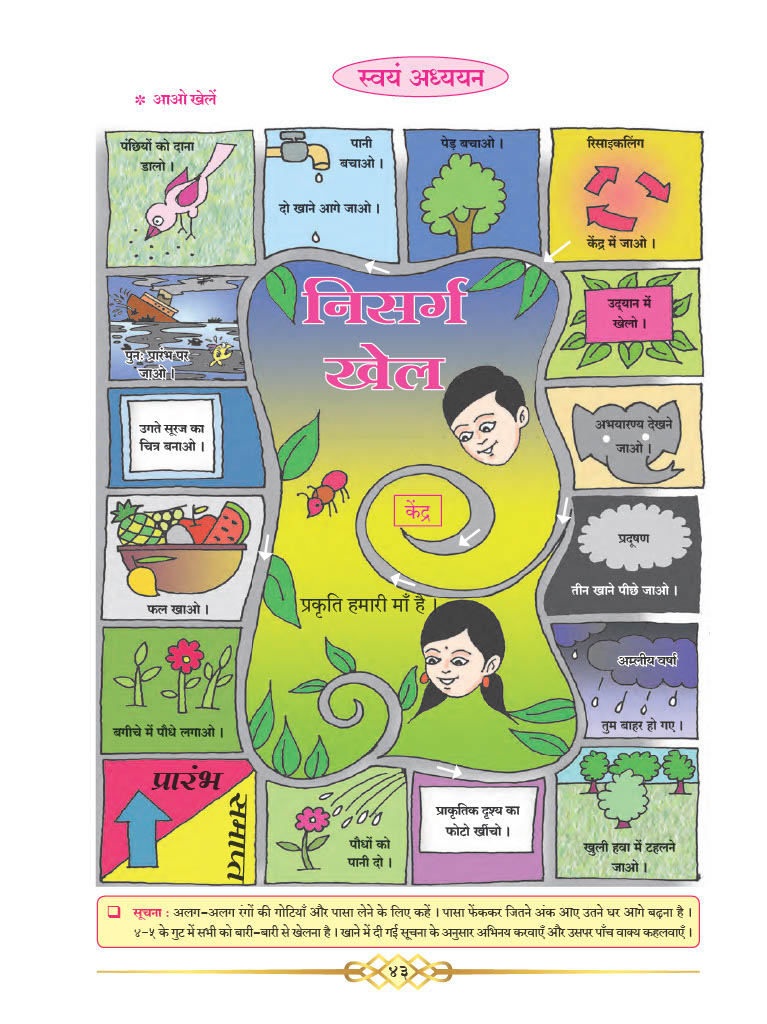 स्वयं अध्ययन
* आओ खेलें
पंछियों को दाना
डालो ।
पानी
बचाओ ।
दो खाने आगे जाओ ।
पेड़ बचाओ ।
रिसाइकलिंग
केंद्र में जाओ ।
पुनः प्रारंभ पर
जाओ ।
निसर्ग
खेल
उद्यान में
खेलो ।
उगते सूरज का
चित्र बनाओ ।
अभयारण्य देखने
जाओ ।
केंद्र
प्रदूषण
तीन खाने पीछे जाओ ।
फल खाओ ।
प्रकृति हमारी माँ है ।
अम्लीय वर्षा
तुम बाहर हो गए ।
बगीचे में पौधे लगाओ ।
प्रारंभ
समाप्त
पौधों को
पानी दो ।
प्राकृतिक दृश्य का
फोटो खींचो ।
खुली हवा में टहलने
जाओ ।
❑ सूचना : अलग-अलग रंगों की गोटियाँ और पासा लेने के लिए कहें । पासा फेंककर जितने अंक आए उतने घर आगे बढ़ना है ।
४-५ के गुट में सभी को बारी-बारी से खेलना है । खाने में दी गई सूचना के अनुसार अभिनय करवाएँ और उसपर पाँच वाक्य कहलवाएँ ।
४३